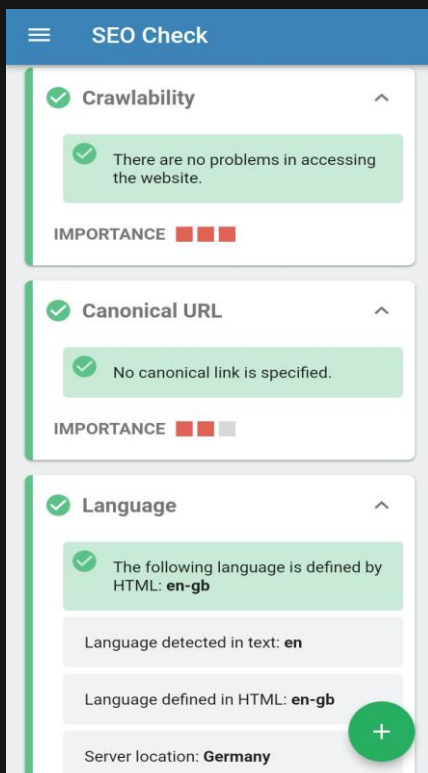 SEO Check
Crawlability
There are no problems in accessing
the website.
IMPORTANCE
Canonical URL
No canonical link is specified.
IMPORTANCE
Language
The following language is defined by
HTML: en-gb
Language detected in text: en
Language defined in HTML: en-gb
Server location: Germany